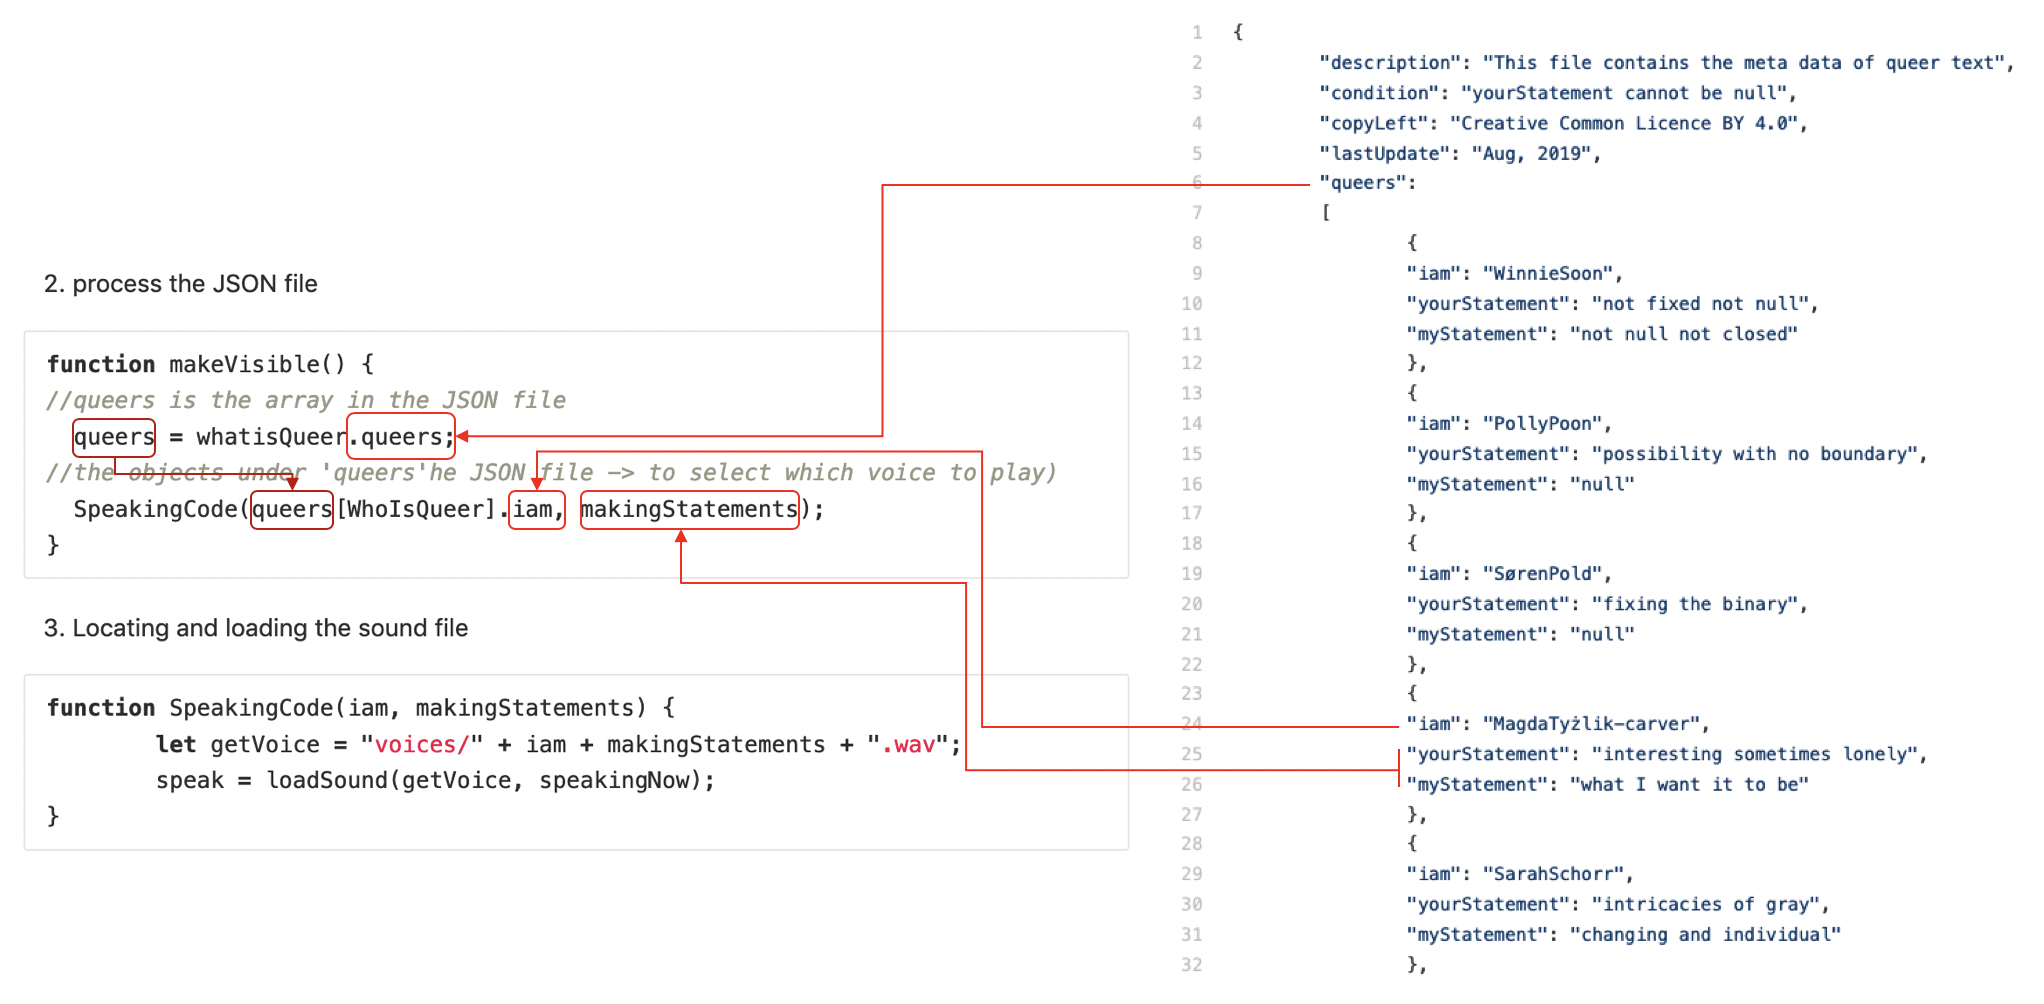 2. process the JSON file
function makeVisible() {
//queers is the array in the JSON file
queers = whatisQueer.queers;
//the objects under 'queers'he JSON file -> to select which voice to play)
SpeakingCode(queers[WhoIsQueer].iam, makingStatements);
}
3. Locating and loading the sound file
function SpeakingCode(iam, makingStatements) {
let getVoice = "voices/" + iam + makingStatements + ".wav";
speak = loadSound(getVoice, speakingNow);
}
1 {
2 "description": "This file contains the meta data of queer text",
3 "condition": "yourStatement cannot be null",
4 "copyLeft": "Creative Common Licence BY 4.0",
5 "lastUpdate": "Aug, 2019",
6 "queers":
7 [
8 {
9 "iam": "WinnieSoon",
10 "yourStatement": "not fixed not null",
11 "myStatement": "not null not closed"
12 },
13 {
14 "iam": "PollyPoon",
15 "yourStatement": "possibility with no boundary",
16 "myStatement": "null"
17 },
18 {
19 "iam": "SørenPold",
20 "yourStatement": "fixing the binary",
21 "myStatement": "null"
22 },
23 {
24 "iam": "MagdaTyżlik-carver",
25 "yourStatement": "interesting sometimes lonely",
26 "myStatement": "what I want it to be"
27 },
28 {
29 "iam": "SarahSchorr",
30 "yourStatement": "intricacies of gray",
31 "myStatement": "changing and individual"
32 },